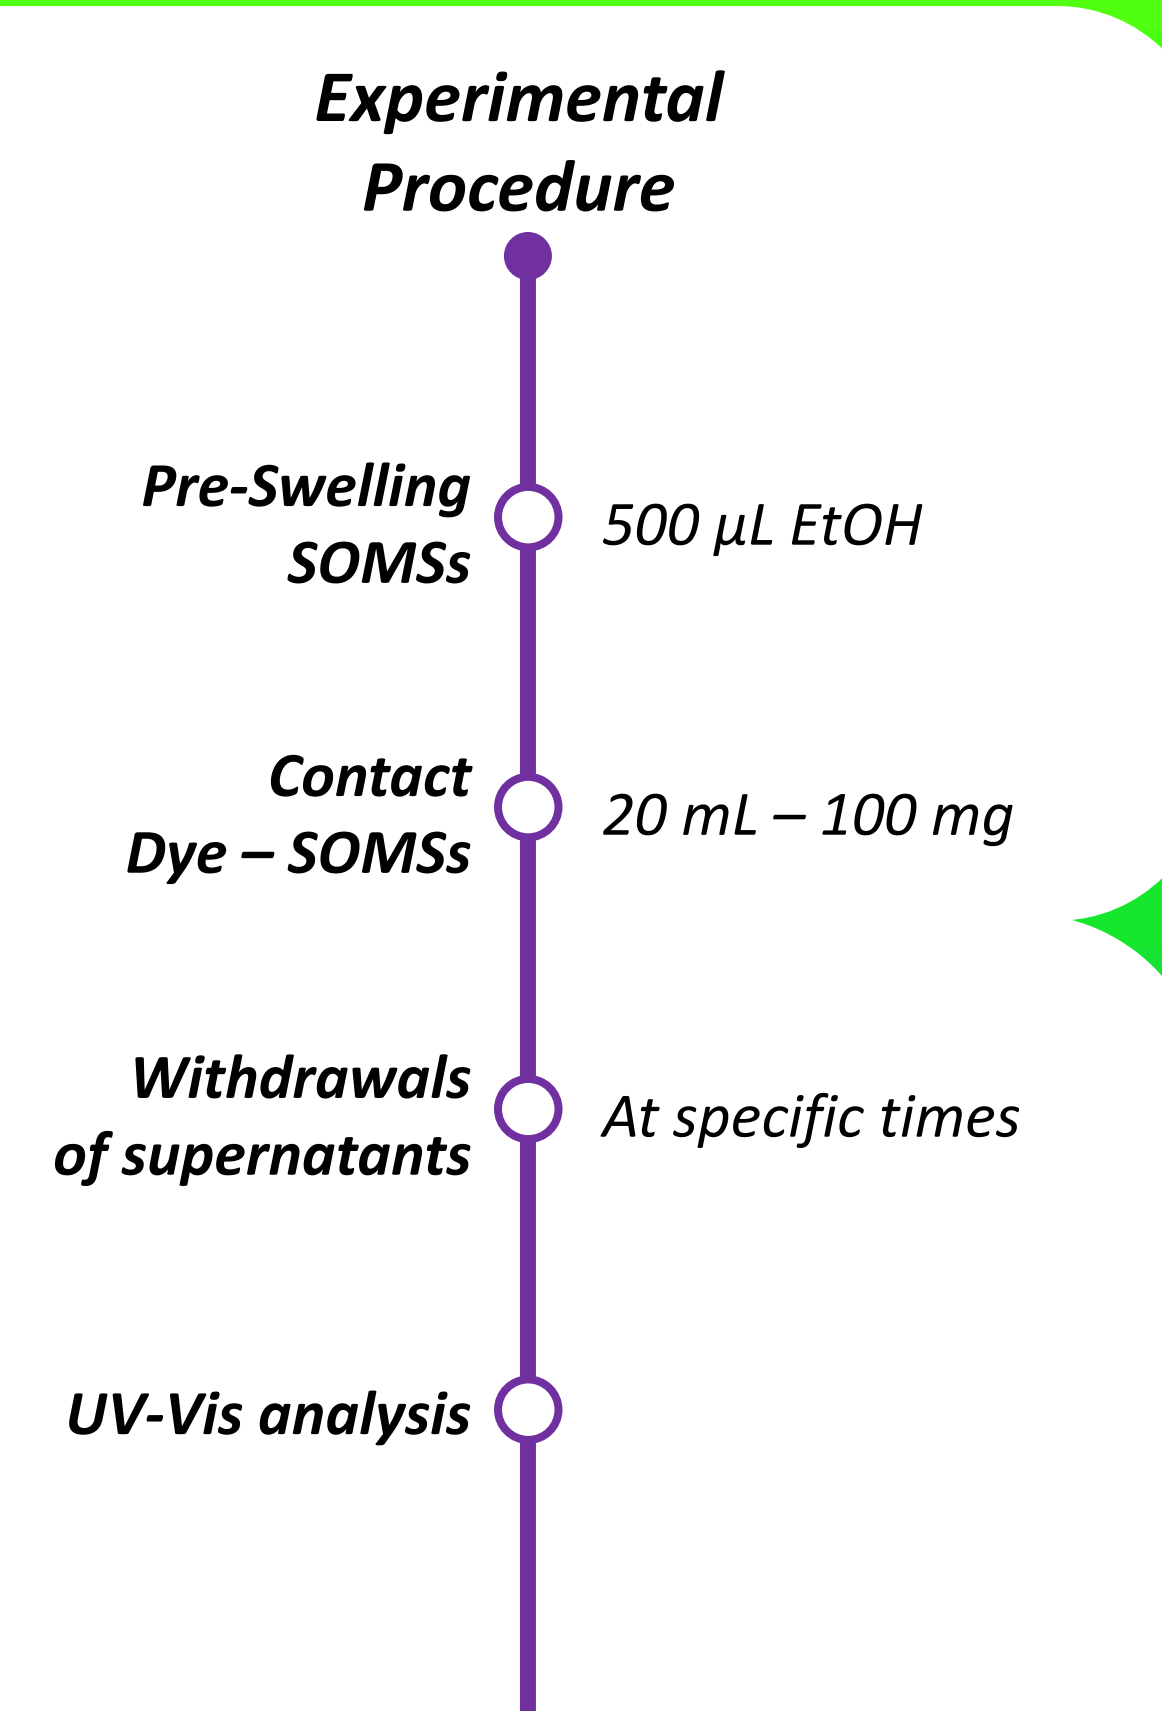 Experimental
Procedure
Pre-Swelling
SOMSs
500 µL EtOH
Contact
Dye – SOMSs
20 mL – 100 mg
Withdrawals
of supernatants
At specific times
UV-Vis analysis